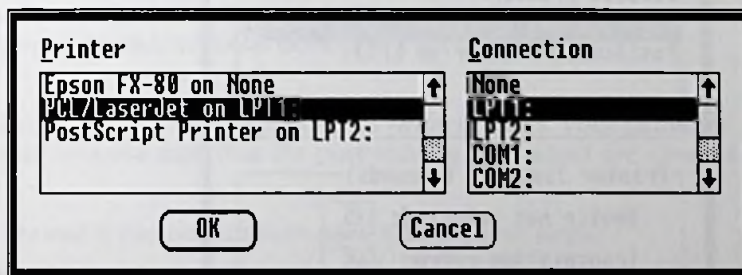 Printer
Epson FX-80 on None
PCL/LaserJet on LPT1:
PostScript Printer on LPT2:
Connection
None
LPT1:
LPT2:
COM1:
COM2:
OK
Cancel